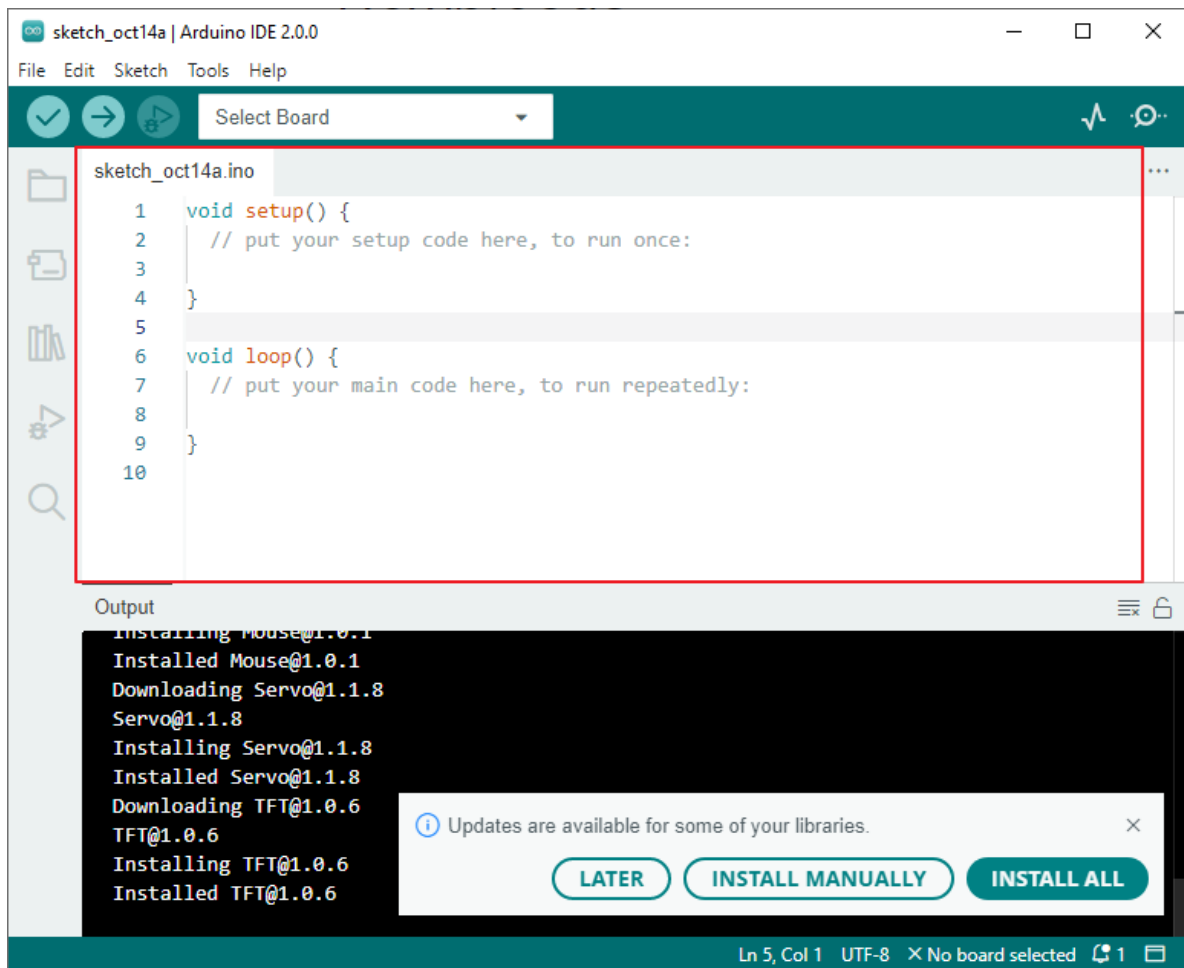 sketch_oct14a | Arduino IDE 2.0.0
File Edit Sketch Tools Help
Select Board
sketch_oct14a.ino
1 void setup() {
2 // put your setup code here, to run once:
3
4 }
5
6 void loop() {
7 // put your main code here, to run repeatedly:
8
9 }
10
Output
Installing Mouse@1.0.1
Installed Mouse@1.0.1
Downloading Servo@1.1.8
Servo@1.1.8
Installing Servo@1.1.8
Installed Servo@1.1.8
Downloading TFT@1.0.6
TFT@1.0.6
Installing TFT@1.0.6
Installed TFT@1.0.6
Updates are available for some of your libraries.
LATER INSTALL MANUALLY INSTALL ALL
Ln 5, Col 1 UTF-8 No board selected 1